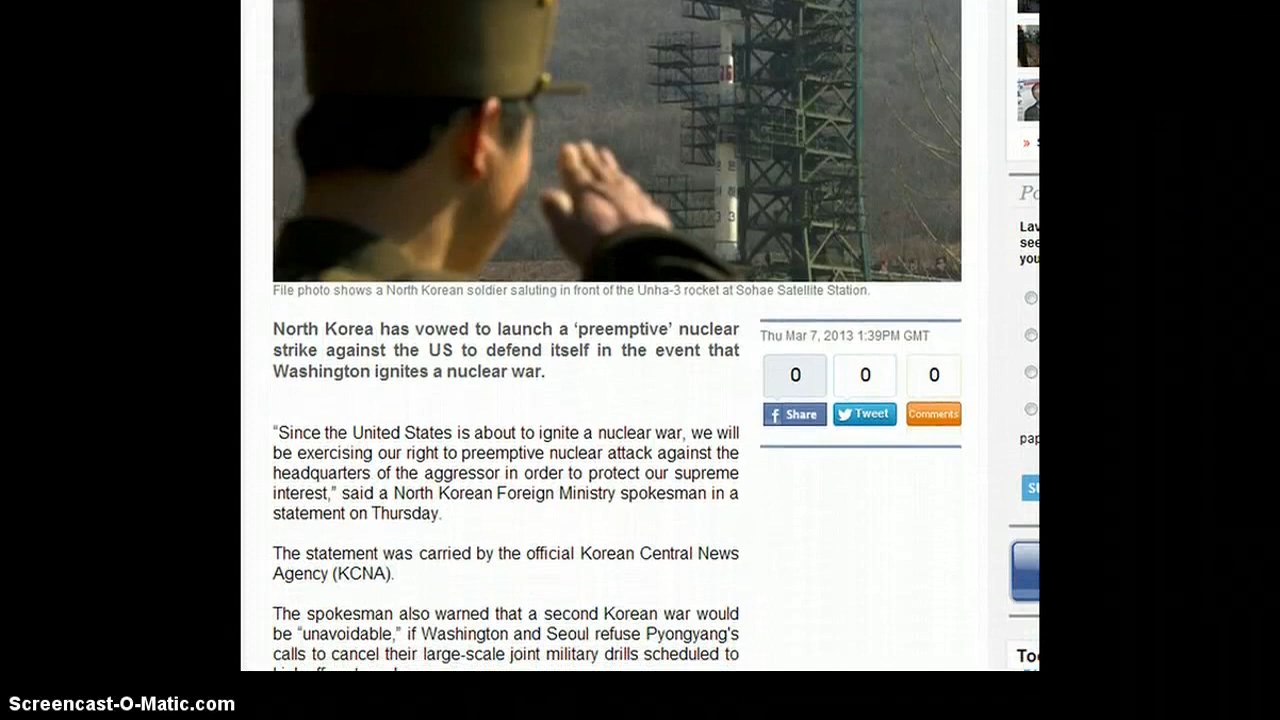 File photo shows a North Korean soldier saluting in front of the Unha-3 rocket at Sohae Satellite Station.
North Korea has vowed to launch a ‘preemptive’ nuclear
strike against the US to defend itself in the event that
Washington ignites a nuclear war.
Thu Mar 7, 2013 1:39PM GMT
0 0 0
Share Tweet Comments
“Since the United States is about to ignite a nuclear war, we will
be exercising our right to preemptive nuclear attack against the
headquarters of the aggressor in order to protect our supreme
interest,” said a North Korean Foreign Ministry spokesman in a
statement on Thursday.
The statement was carried by the official Korean Central News
Agency (KCNA).
The spokesman also warned that a second Korean war would
be “unavoidable,” if Washington and Seoul refuse Pyongyang's
calls to cancel their large-scale joint military drills scheduled to
Screencast-O-Matic.com